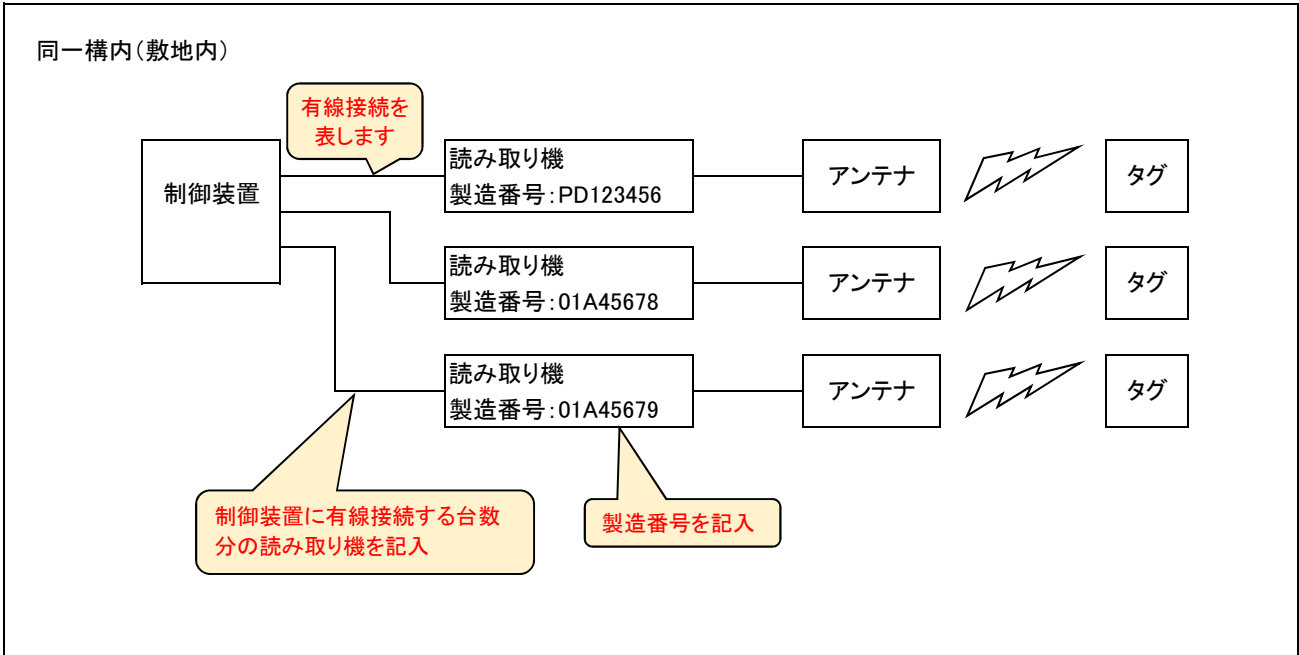 同一構内（敷地内）
有線接続を
表します
制御装置
読み取り機
製造番号：PD123456
アンテナ
タグ
読み取り機
製造番号：01A45678
アンテナ
タグ
読み取り機
製造番号：01A45679
アンテナ
タグ
制御装置に有線接続する台数
分の読み取り機を記入
製造番号を記入